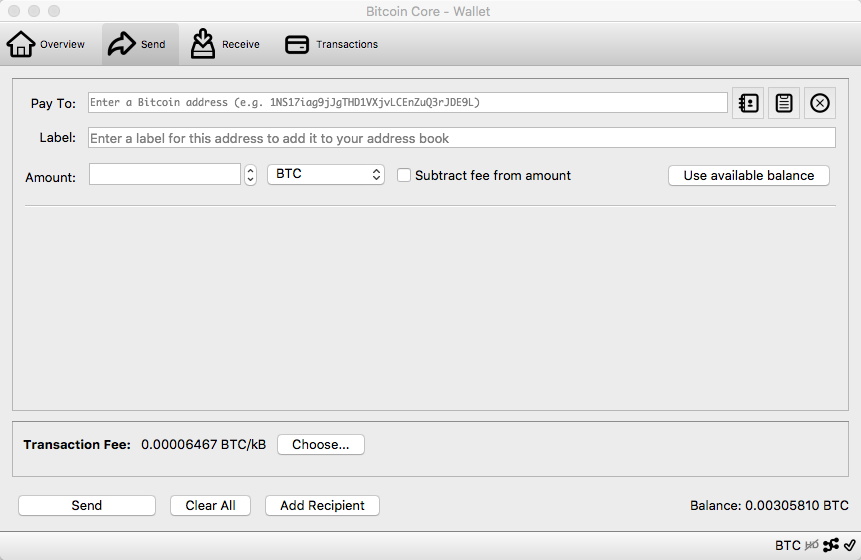 Bitcoin Core - Wallet
Overview Send Receive Transactions
Pay To: Enter a Bitcoin address (e.g. 1NS17iag9jJgTHD1VXjvLCEnZuQ3rJDE9L)
Label: Enter a label for this address to add it to your address book
Amount: BTC Subtract fee from amount Use available balance
Transaction Fee: 0.00006467 BTC/kB Choose...
Send Clear All Add Recipient Balance: 0.00305810 BTC
BTC HD